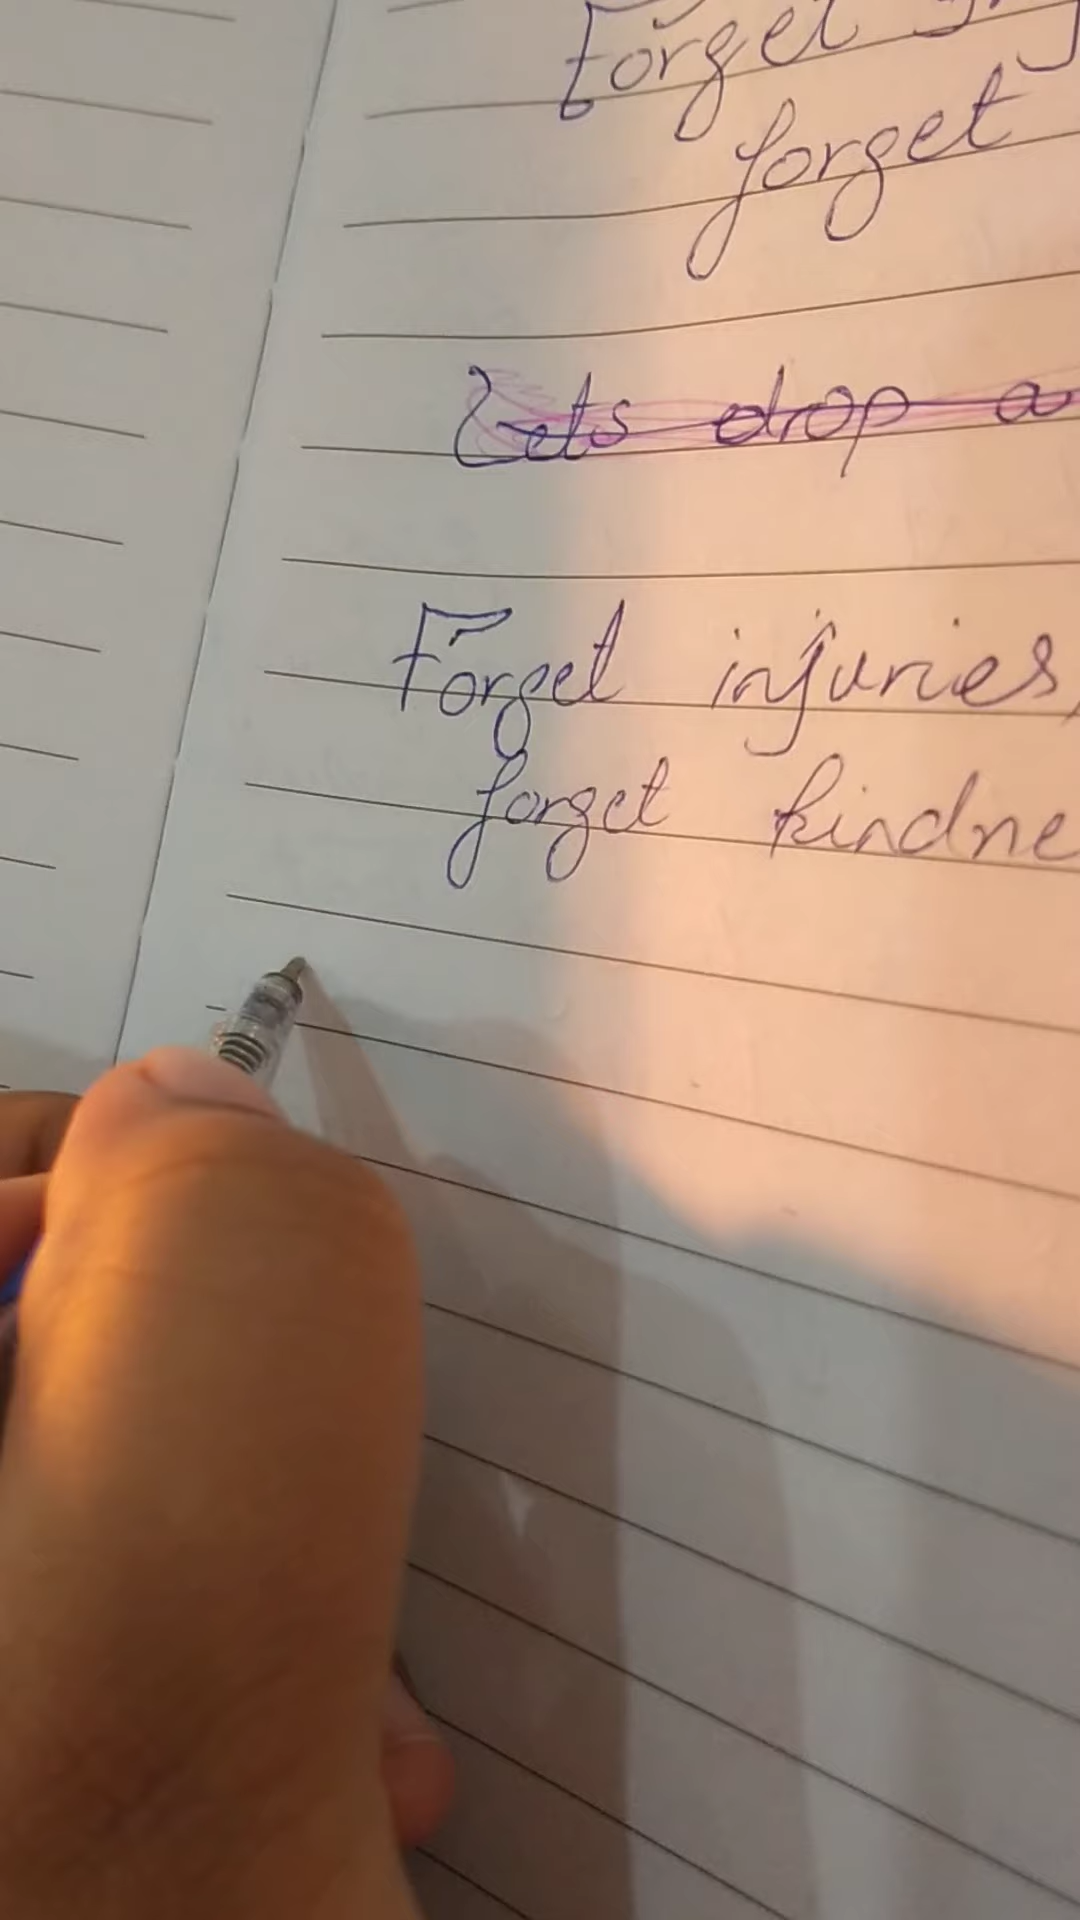 Forget
forget
Lets drop a
Forget injuries,
forget kindne